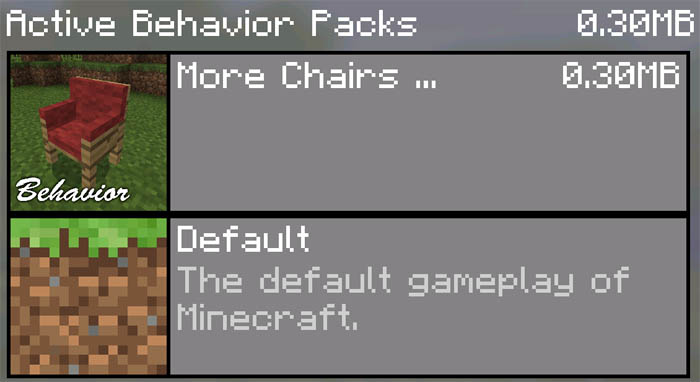 Active Behavior Packs 0.30MB
More Chairs ... 0.30MB
Behavior
Default
The default gameplay of
Minecraft.